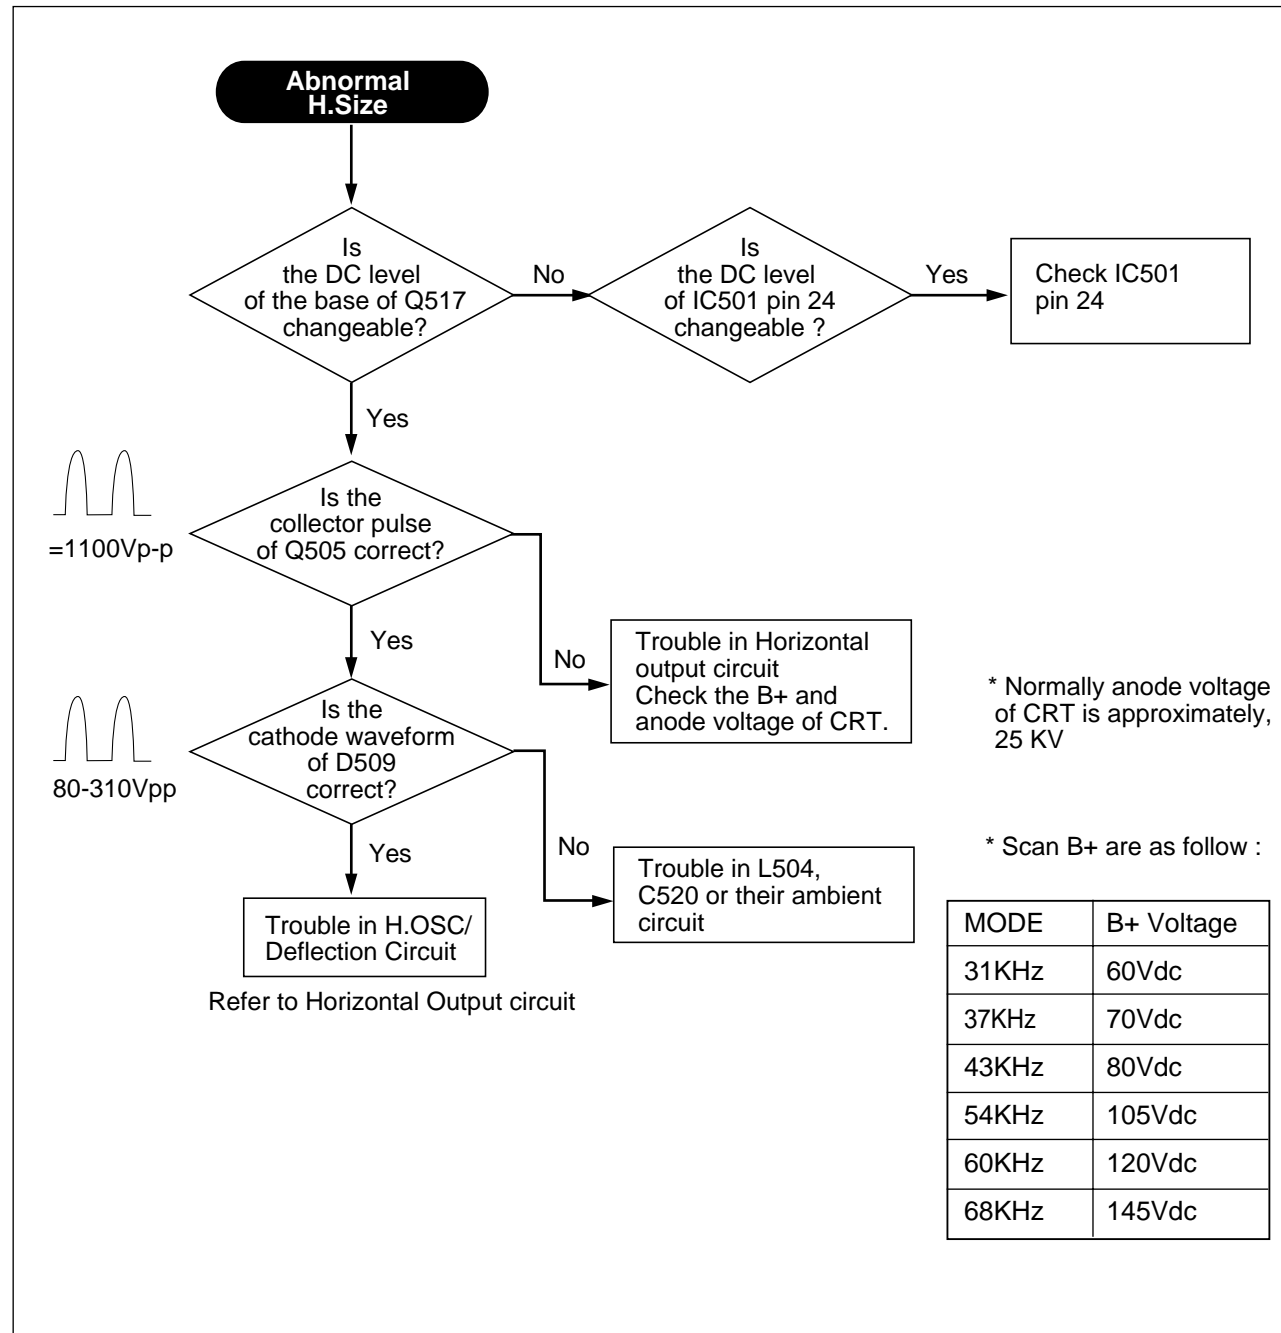 Abnormal
H.Size
Is
the DC level
of the base of Q517
changeable?
No
Is
the DC level
of IC501 pin 24
changeable ?
Yes
Check IC501
pin 24
Yes
=1100Vp-p
Is the
collector pulse
of Q505 correct?
No
Trouble in Horizontal
output circuit
Check the B+ and
anode voltage of CRT.
Yes
80-310Vpp
Is the
cathode waveform
of D509
correct?
No
Trouble in L504,
C520 or their ambient
circuit
Yes
Trouble in H.OSC/
Deflection Circuit
Refer to Horizontal Output circuit
* Normally anode voltage
of CRT is approximately,
25 KV
* Scan B+ are as follow :
MODE B+ Voltage
31KHz 60Vdc
37KHz 70Vdc
43KHz 80Vdc
54KHz 105Vdc
60KHz 120Vdc
68KHz 145Vdc